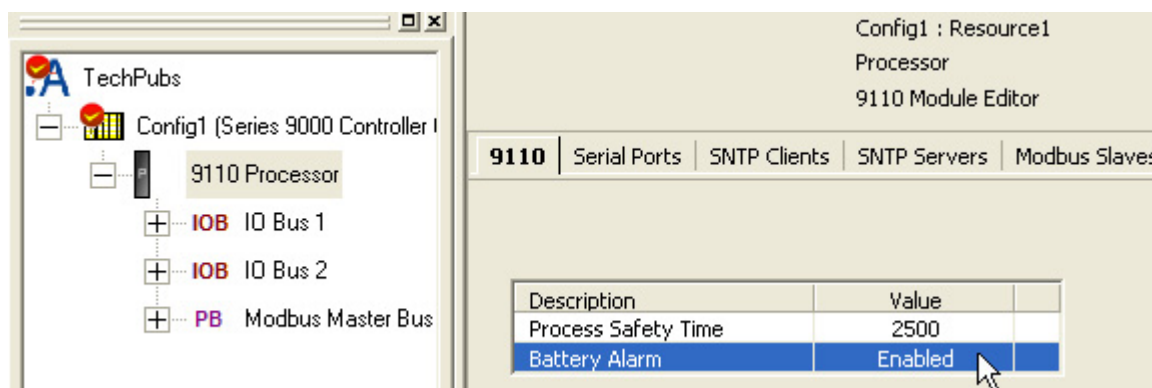 TechPubs
Config1 (Series 9000 Controller
9110 Processor
IOB IO Bus 1
IOB IO Bus 2
PB Modbus Master Bus
Config1 : Resource1
Processor
9110 Module Editor
9110 Serial Ports SNTP Clients SNTP Servers Modbus Slaves
Description Value
Process Safety Time 2500
Battery Alarm Enabled